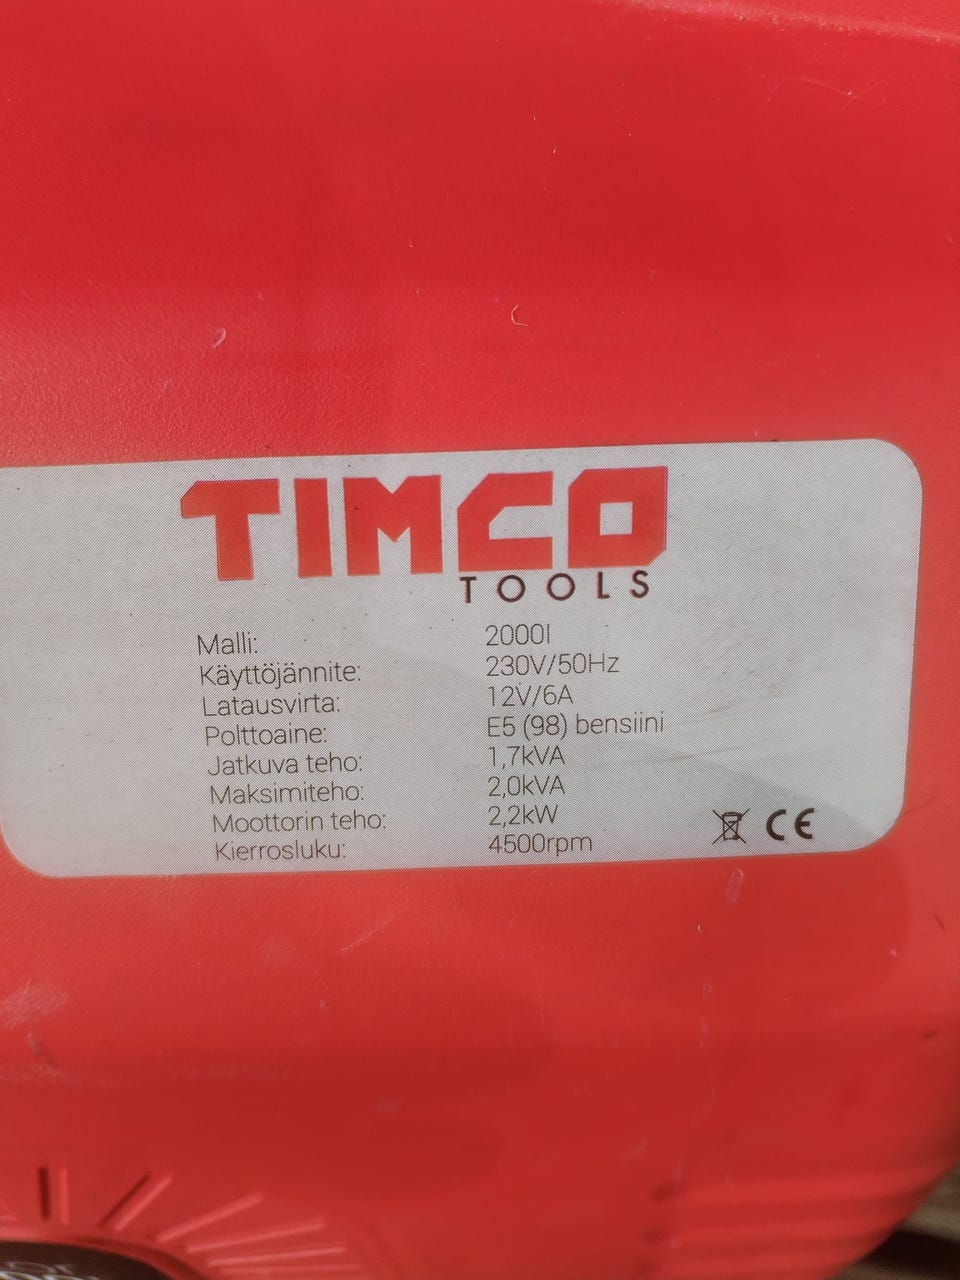 TIMCO
TOOLS
Malli: 2000I
Käyttöjännite: 230V/50Hz
Latausvirta: 12V/6A
Polttoaine: E5 (98) bensiini
Jatkuva teho: 1,7kVA
Maksimiteho: 2,0kVA
Moottorin teho: 2,2kW
Kierrosluku: 4500rpm
CE